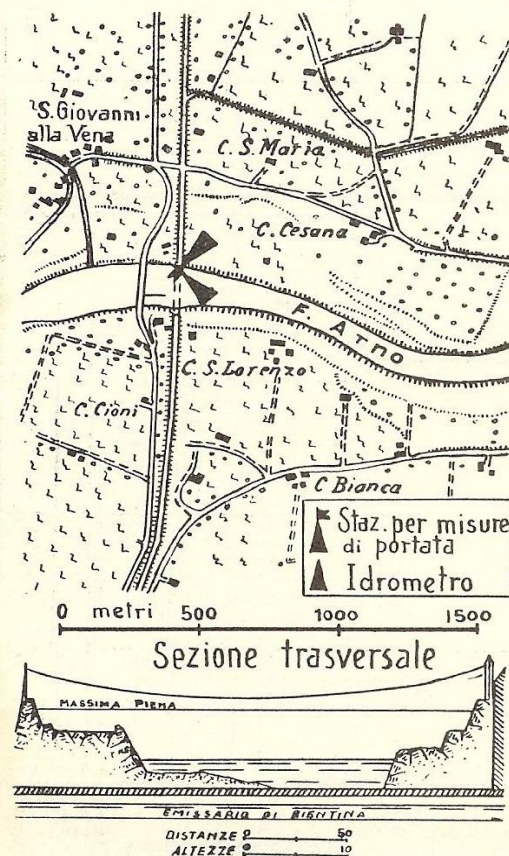 S. Giovanni
alla Vena
C. S. Maria
C. Cesana
F. Arno
C. S. Lorenzo
C. Cioni
C Bianca
Staz. per misure
di portata
Idrometro
0 metri 500 1000 1500
Sezione trasversale
MASSIMA PIENA
EMISSARIO DI BIENTINA
DISTANZE 0 50
ALTEZZE 0 10